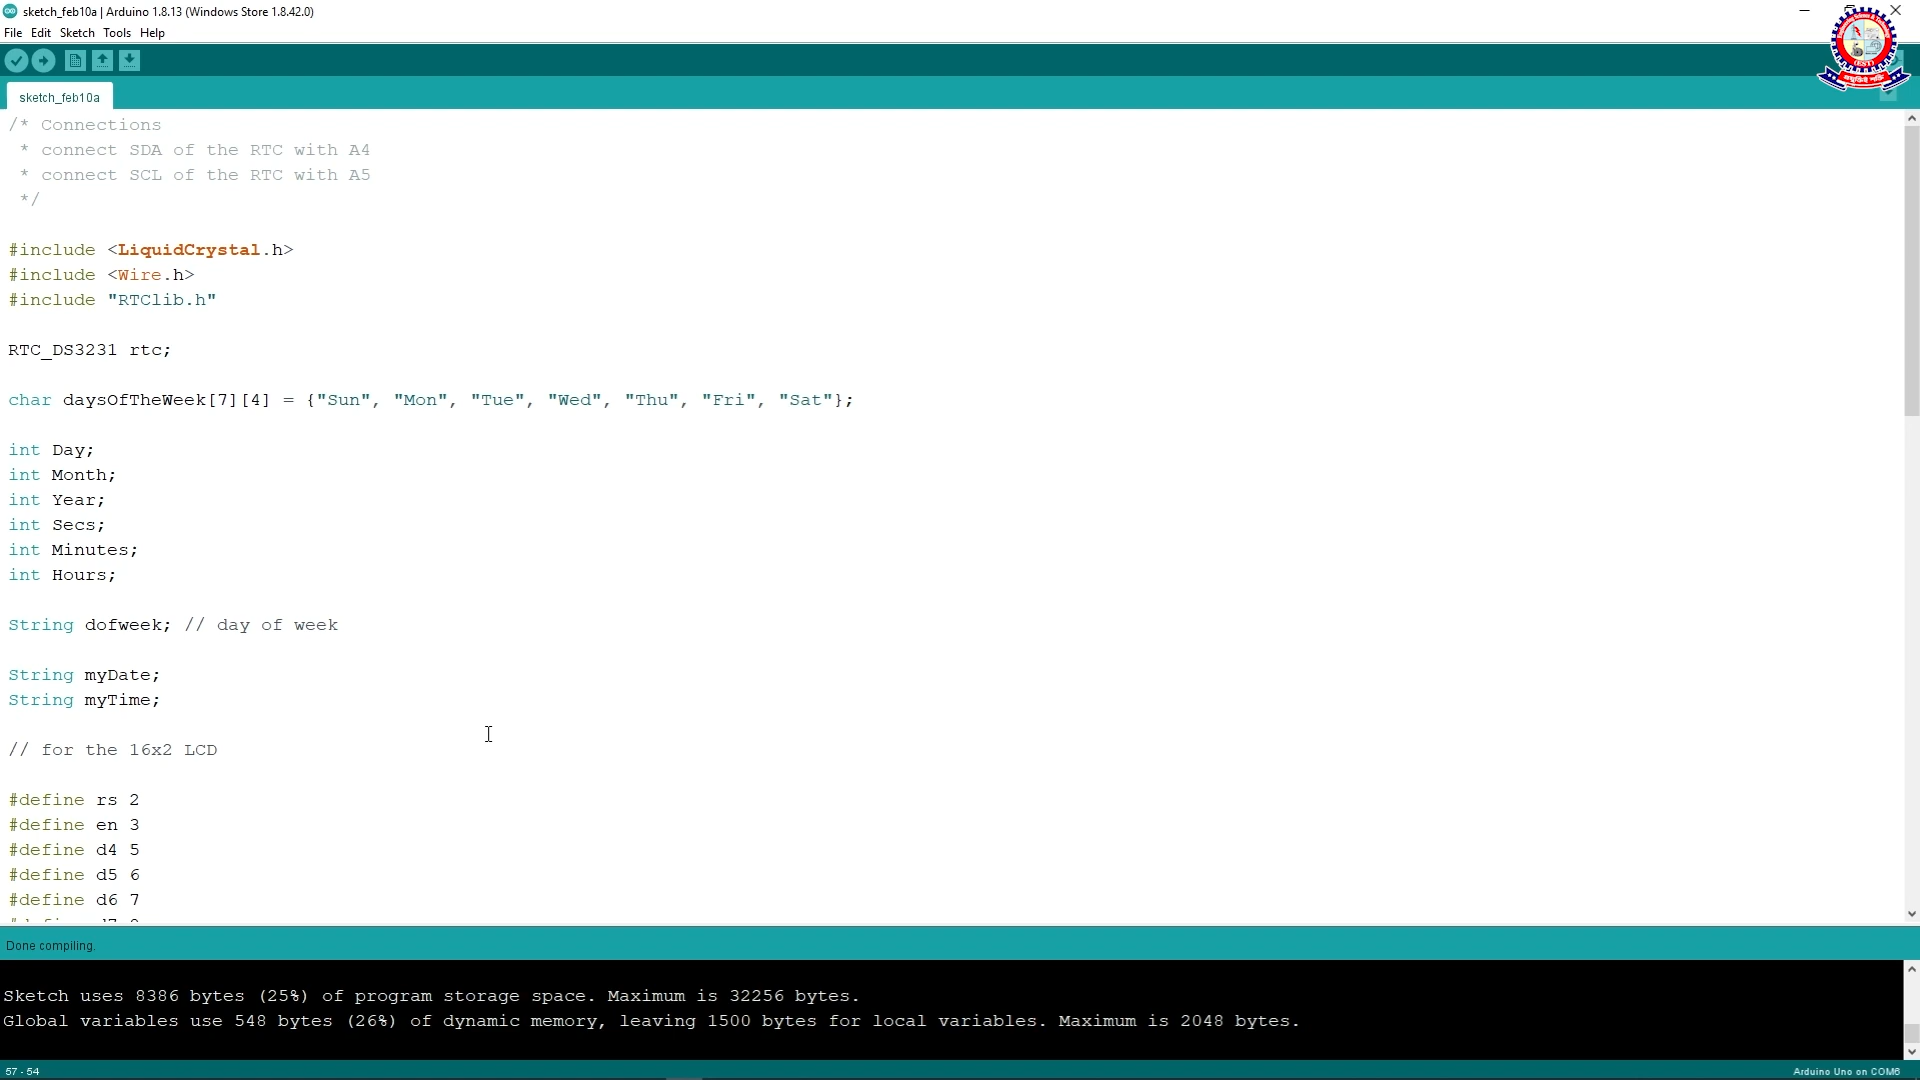 sketch_feb10a | Arduino 1.8.13 (Windows Store 1.8.42.0)
File Edit Sketch Tools Help
sketch_feb10a
/* Connections
* connect SDA of the RTC with A4
* connect SCL of the RTC with A5
*/
#include <LiquidCrystal.h>
#include <Wire.h>
#include "RTClib.h"
RTC_DS3231 rtc;
char daysOfTheWeek[7][4] = {"Sun", "Mon", "Tue", "Wed", "Thu", "Fri", "Sat"};
int Day;
int Month;
int Year;
int Secs;
int Minutes;
int Hours;
String dofweek; // day of week
String myDate;
String myTime;
// for the 16x2 LCD
#define rs 2
#define en 3
#define d4 5
#define d5 6
#define d6 7
Done compiling.
Sketch uses 8386 bytes (25%) of program storage space. Maximum is 32256 bytes.
Global variables use 548 bytes (26%) of dynamic memory, leaving 1500 bytes for local variables. Maximum is 2048 bytes.
57 - 54
Arduino Uno on COM6